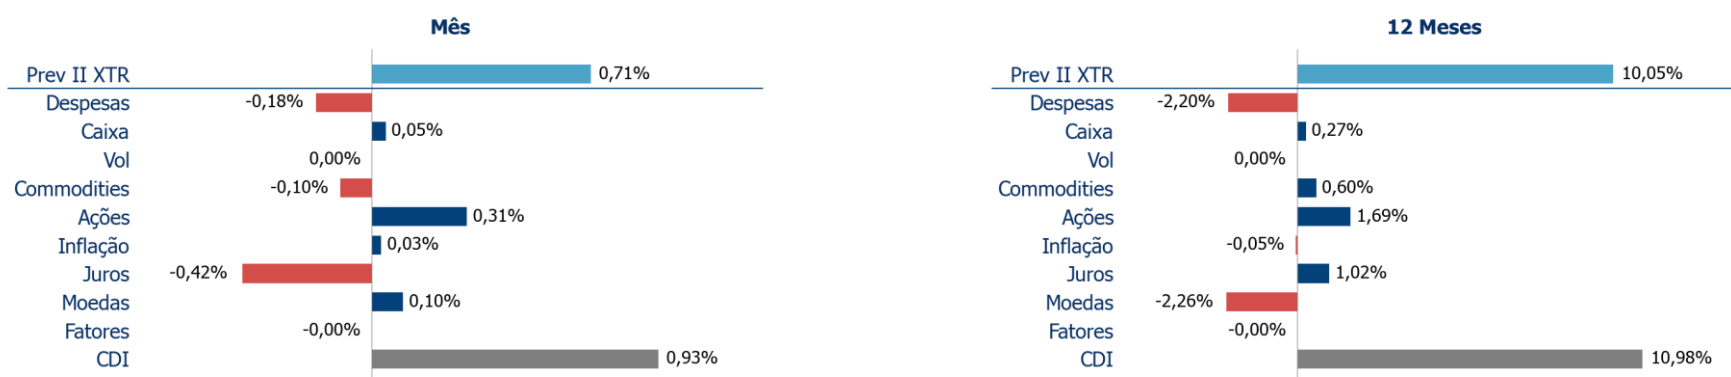 Mês
Prev II XTR 0,71%
Despesas -0,18%
Caixa 0,05%
Vol 0,00%
Commodities -0,10%
Ações 0,31%
Inflação 0,03%
Juros -0,42%
Moedas 0,10%
Fatores -0,00%
CDI 0,93%
12 Meses
Prev II XTR 10,05%
Despesas -2,20%
Caixa 0,27%
Vol 0,00%
Commodities 0,60%
Ações 1,69%
Inflação -0,05%
Juros 1,02%
Moedas -2,26%
Fatores -0,00%
CDI 10,98%